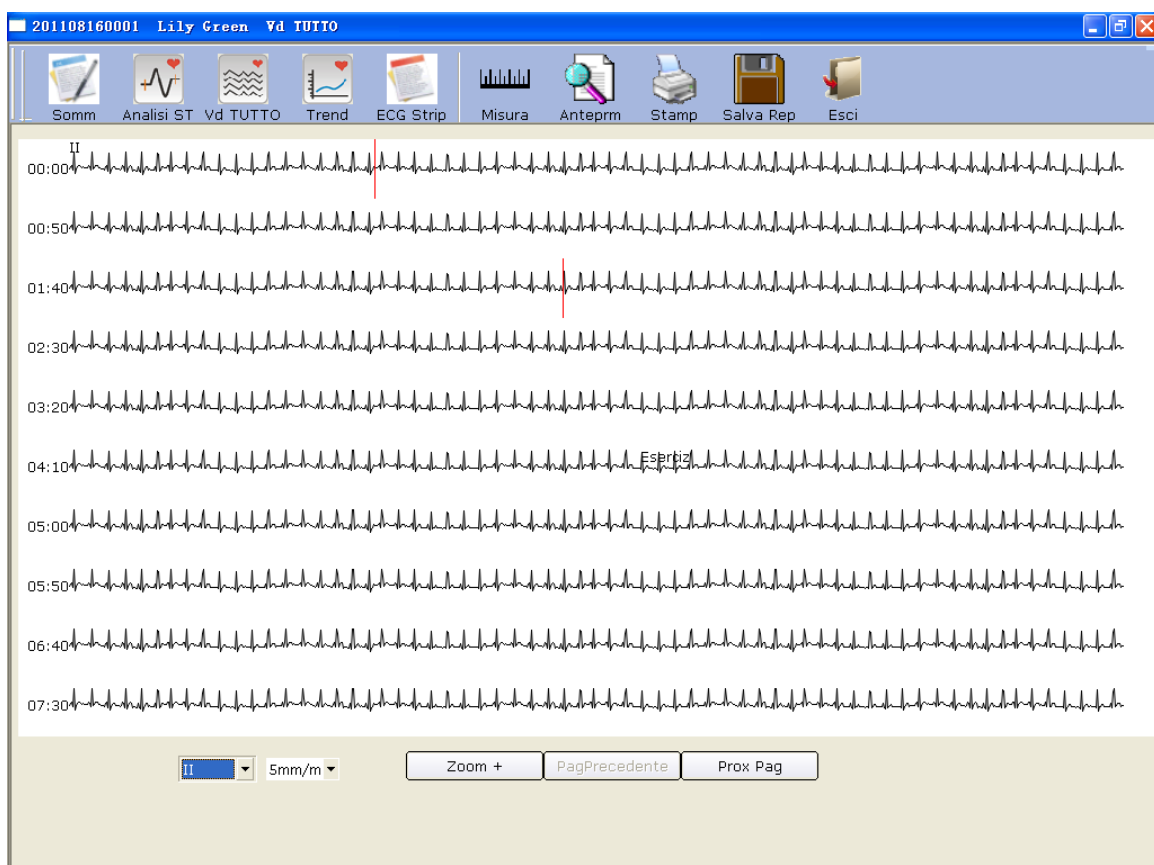 201108160001 Lily Green Vd TUTTO
Somm Analisi ST Vd TUTTO Trend ECG Strip Misura Anteprm Stamp Salva Rep Esci
II
00:00
00:50
01:40
02:30
03:20
04:10 Eserciz
05:00
05:50
06:40
07:30
II 5mm/m Zoom + PagPrecedente Prox Pag